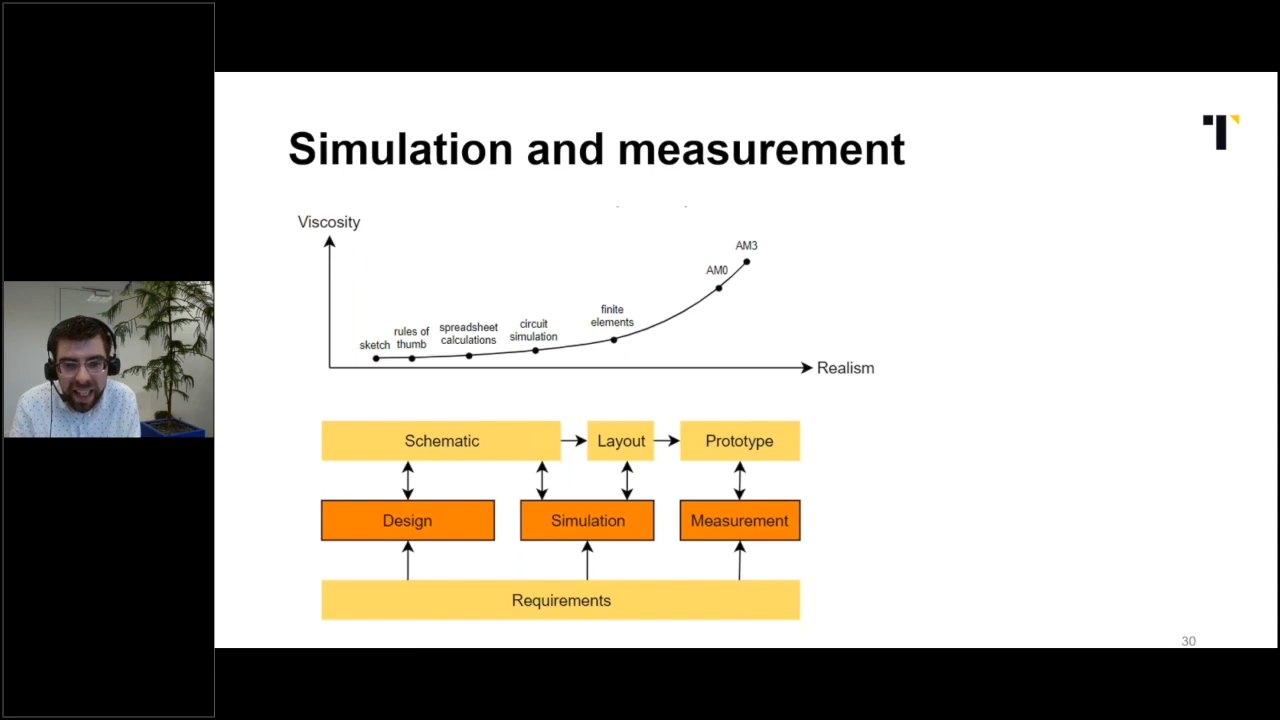 Simulation and measurement
Viscosity
AM3
AM0
finite
elements
circuit
simulation
spreadsheet
calculations
rules of
thumb
sketch
Realism
Schematic
Layout
Prototype
Design
Simulation
Measurement
Requirements
30